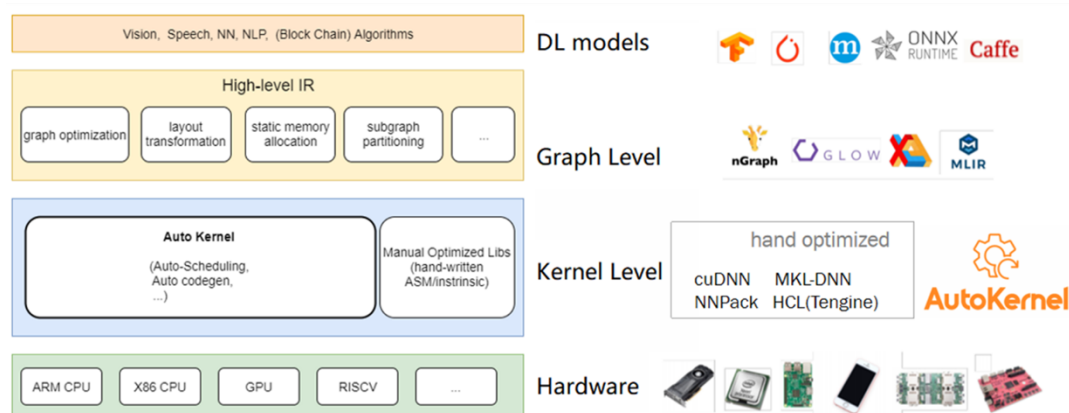 Vision, Speech, NN, NLP, (Block Chain) Algorithms
DL models
m
ONNX
RUNTIME
Caffe
High-level IR
graph optimization
layout
transformation
static memory
allocation
subgraph
partitioning
...
Graph Level
nGraph
GLOW
MLIR
Auto Kernel
(Auto-Scheduling,
Auto codegen,
...)
Manual Optimized Libs
(hand-written
ASM/instrinsic)
Kernel Level
hand optimized
cuDNN MKL-DNN
NNPack HCL(Tengine)
AutoKernel
ARM CPU
X86 CPU
GPU
RISCV
...
Hardware